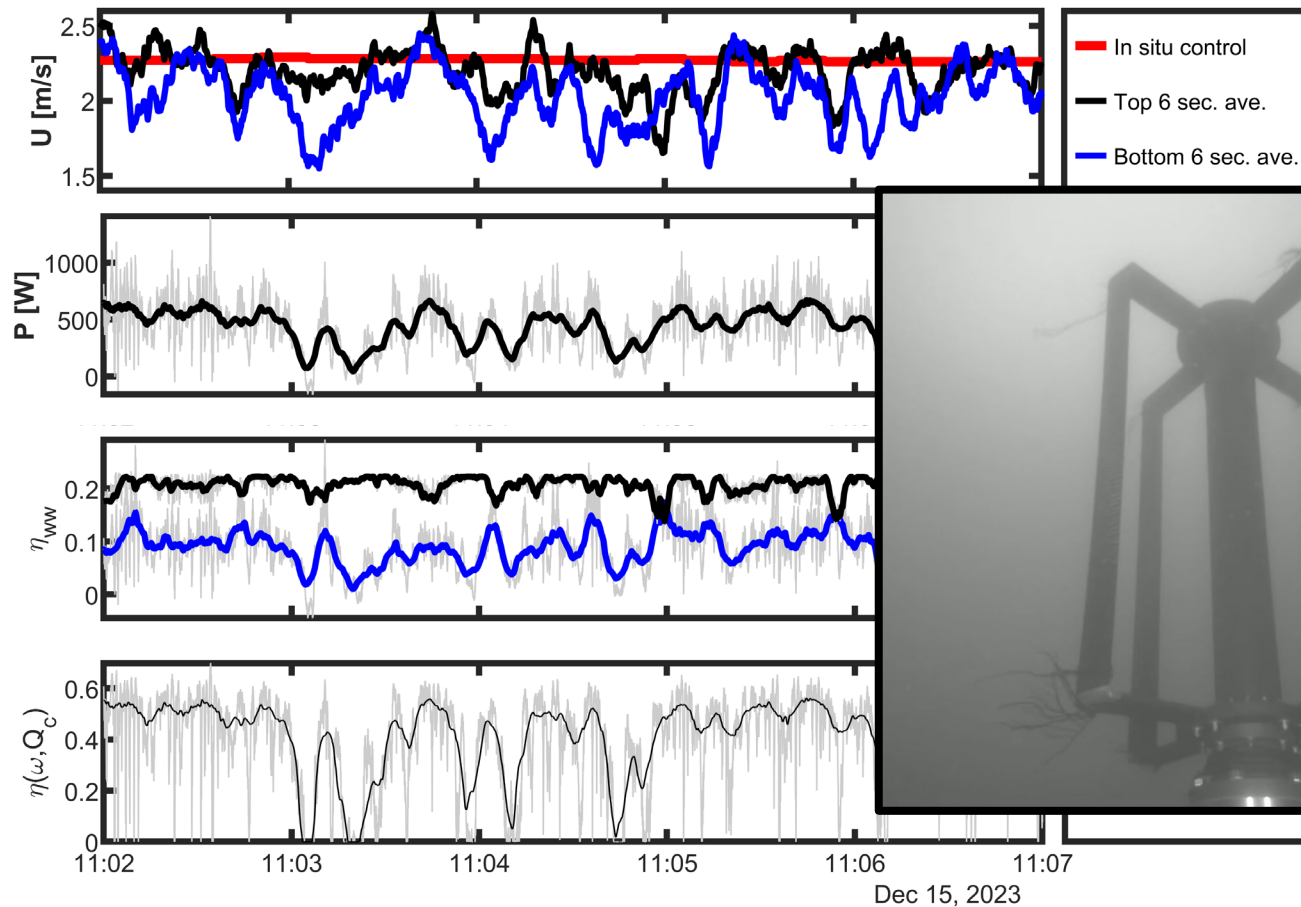 2.5
2
1.5
U [m/s]
In situ control
Top 6 sec. ave.
Bottom 6 sec. ave.
1000
500
0
P [W]
0.2
0.1
0
ηww
0.6
0.4
0.2
0
η(ω,Qc)
11:02 11:03 11:04 11:05 11:06 11:07
Dec 15, 2023